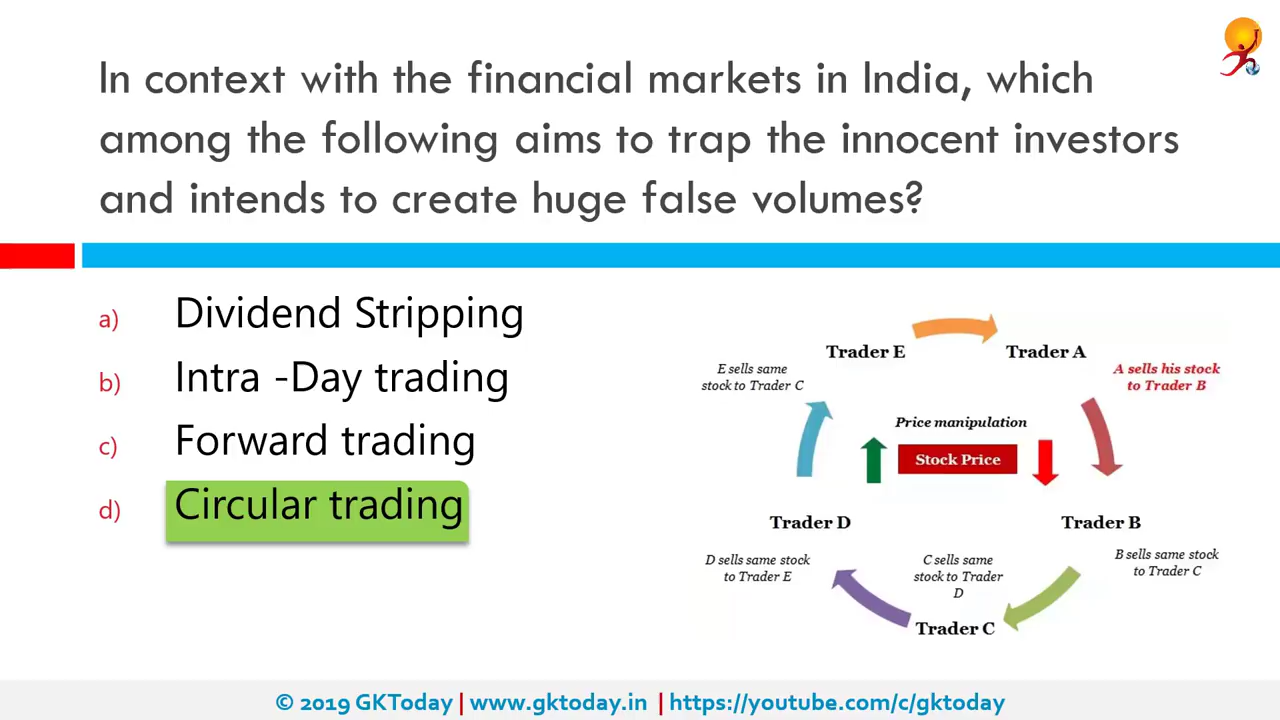 In context with the financial markets in India, which
among the following aims to trap the innocent investors
and intends to create huge false volumes?
a) Dividend Stripping
b) Intra -Day trading
c) Forward trading
d) Circular trading
Trader E
Trader A
E sells same
stock to Trader C
A sells his stock
to Trader B
Price manipulation
Stock Price
Trader D
Trader B
D sells same stock
to Trader E
C sells same
stock to Trader
D
B sells same stock
to Trader C
Trader C
© 2019 GKToday | www.gktoday.in | https://youtube.com/c/gktoday